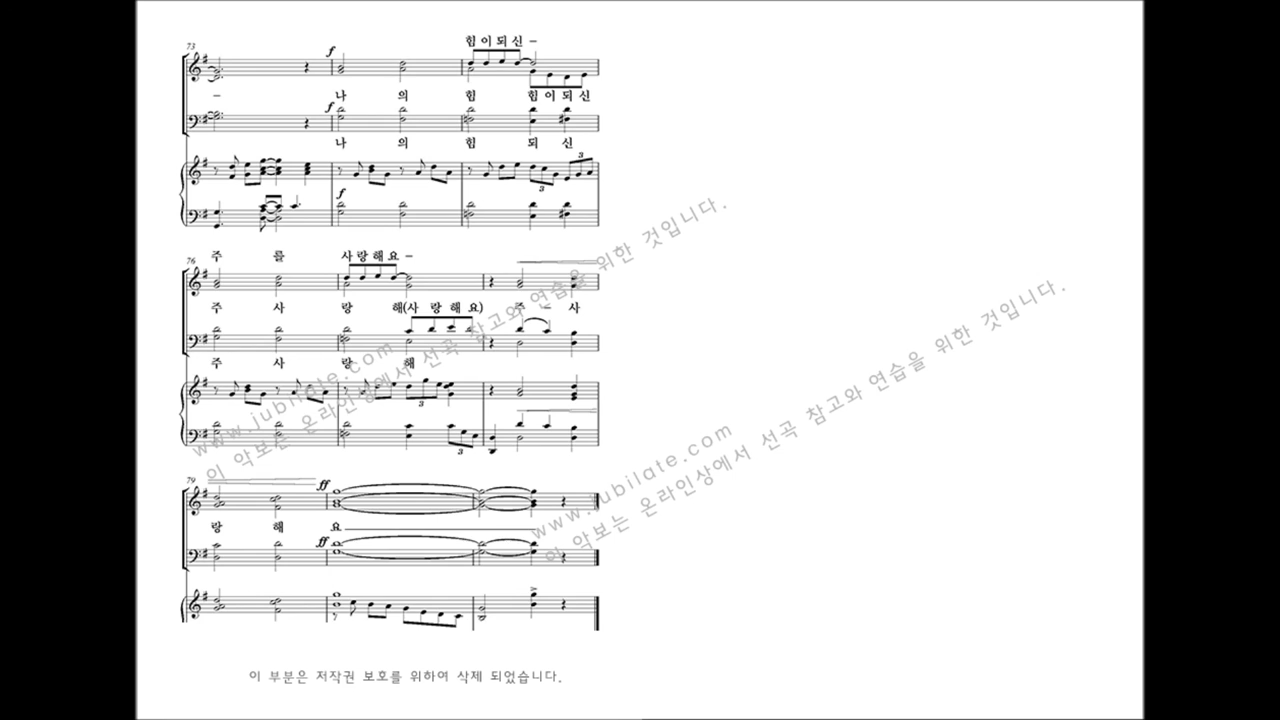 힘이되신 –
73 f
– 나 의 힘 힘이되신
f
나 의 힘 되 신
3
3
f
주 를 사랑해요 –
76
주 사 랑 해(사 랑 해 요) 주 – 사
주 사 랑 해
3
3
79 ff
랑 해 요
ff
www.jubilate.com
이 악보는 온라인상에서 선곡 참고와 연습을 위한 것입니다.
www.jubilate.com
이 악보는 온라인상에서 선곡 참고와 연습을 위한 것입니다.
이 부분은 저작권 보호를 위하여 삭제 되었습니다.